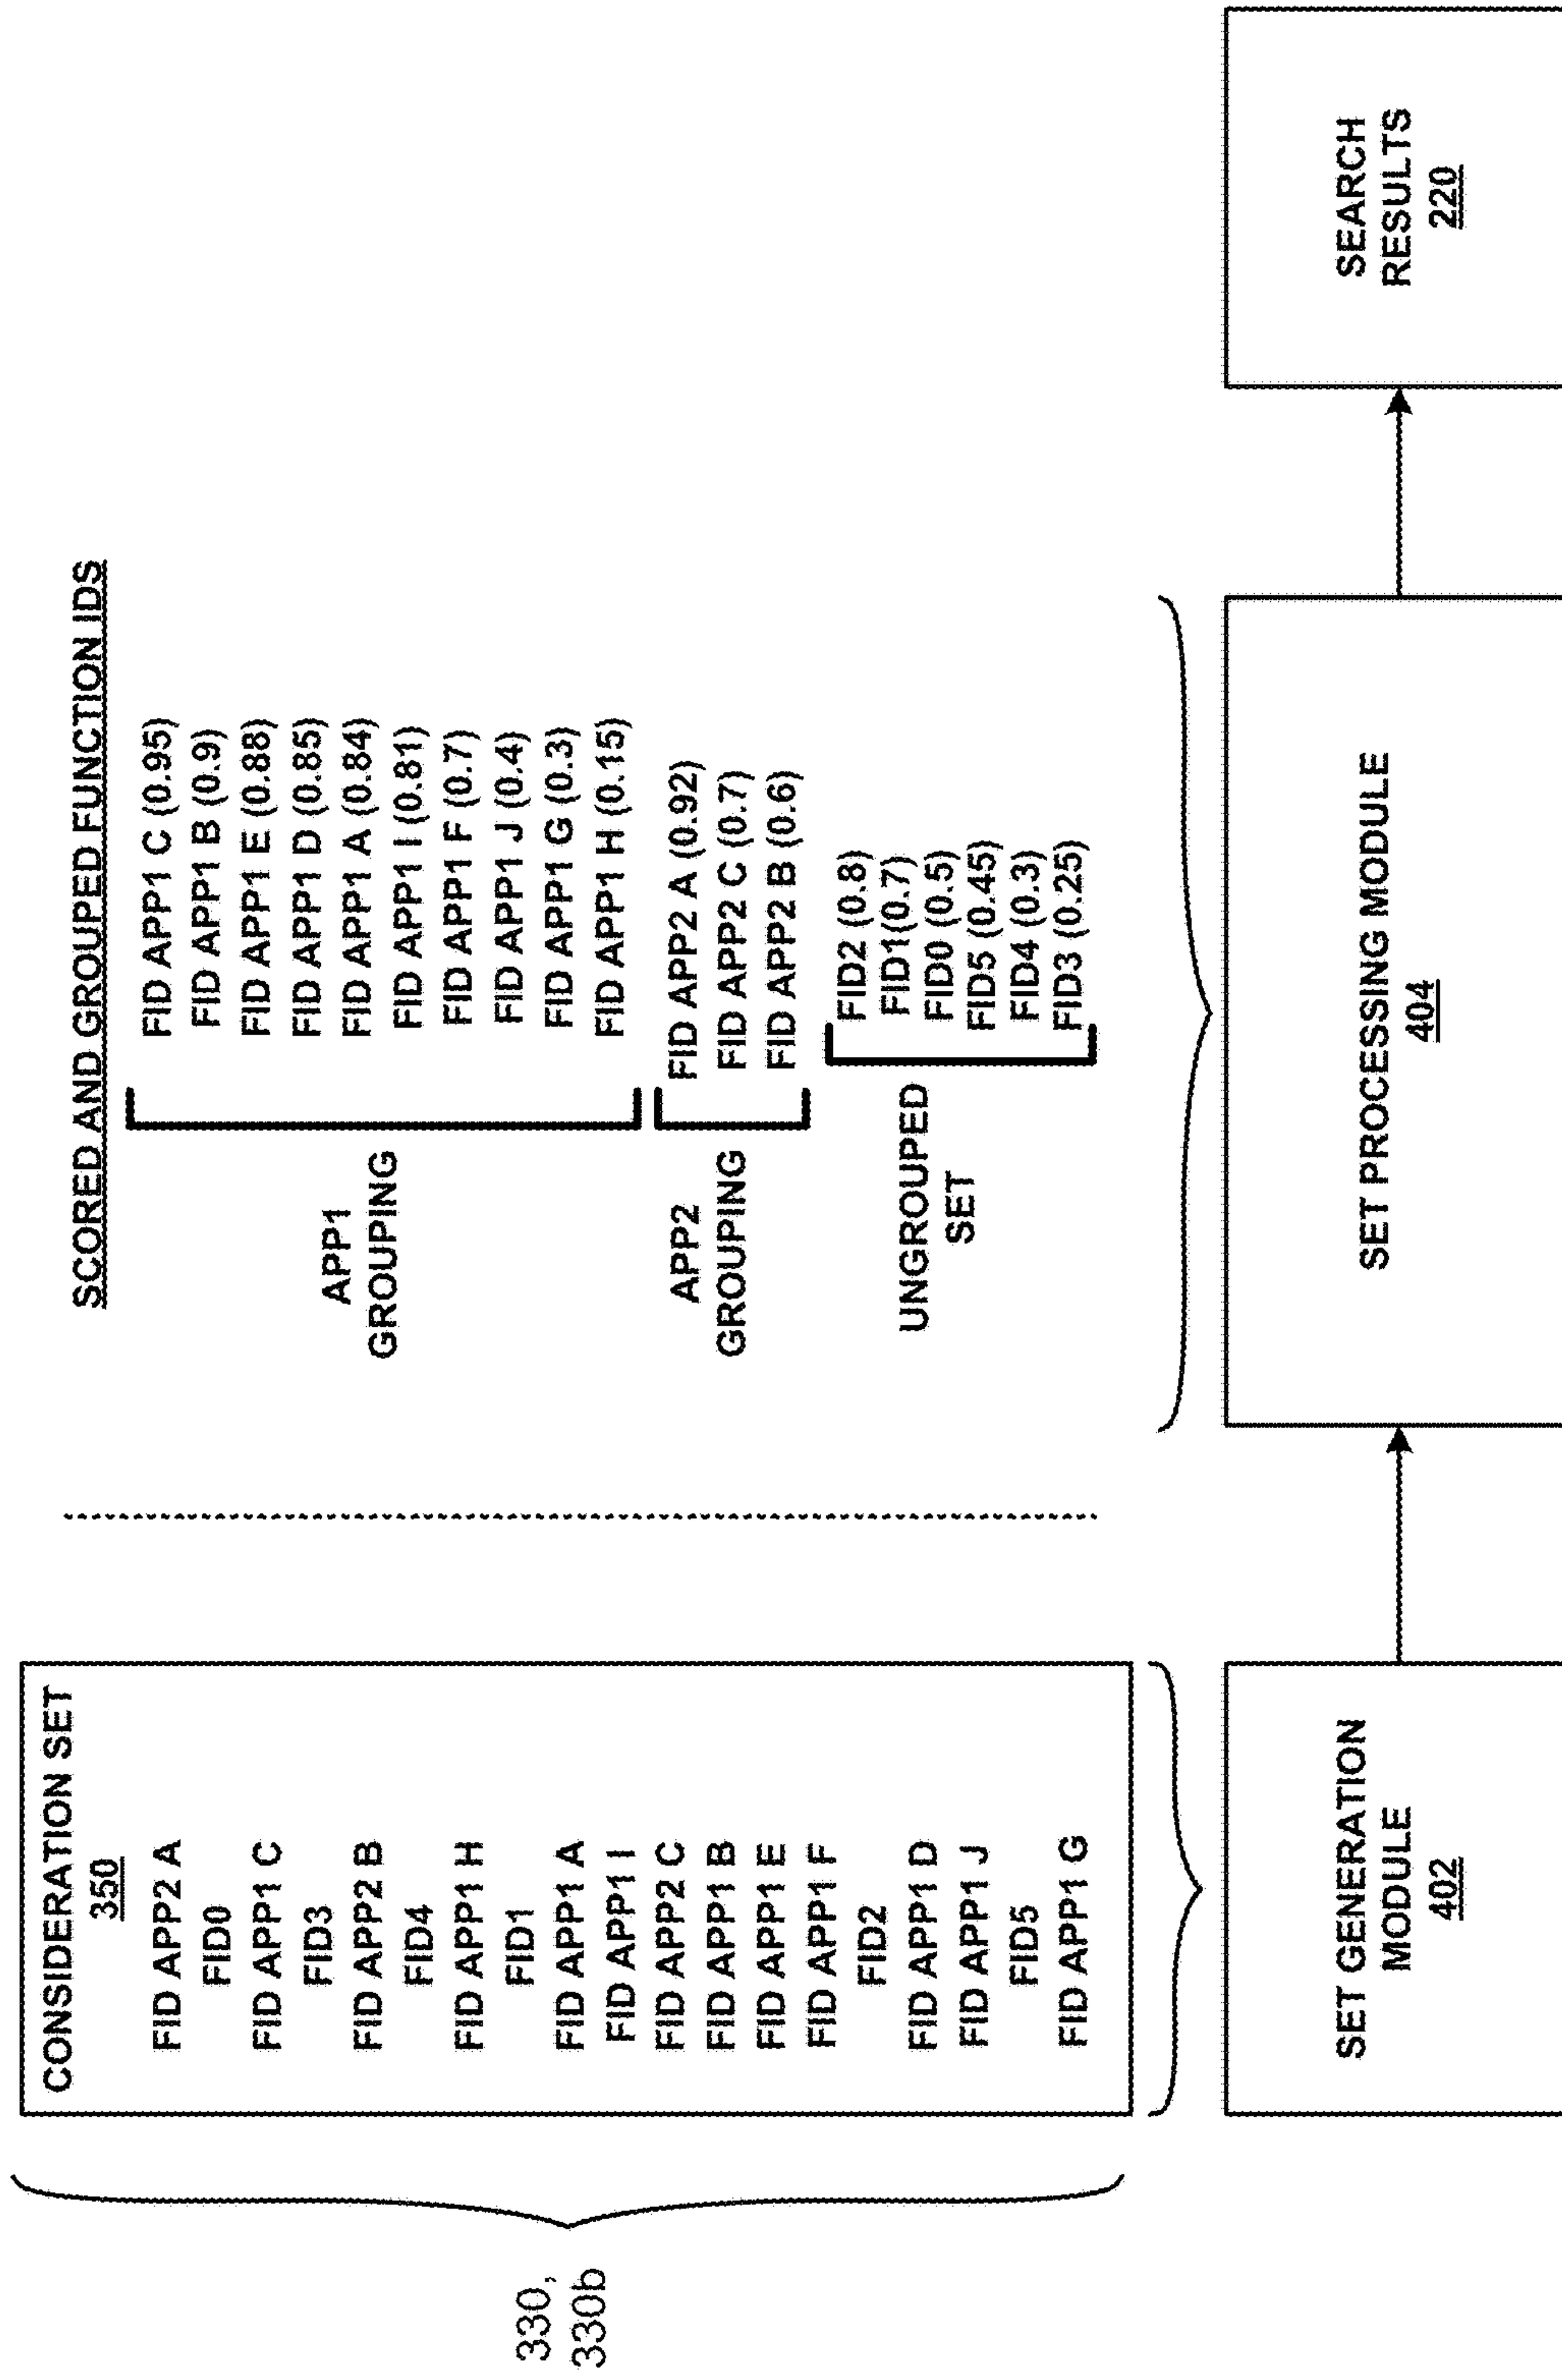 330,
330b
CONSIDERATION SET
350
FID APP2 A
FID0
FID APP1 C
FID3
FID APP2 B
FID4
FID APP1 H
FID1
FID APP1 A
FID APP1 I
FID APP2 C
FID APP1 B
FID APP1 E
FID APP1 F
FID2
FID APP1 D
FID APP1 J
FID5
FID APP1 G
SCORED AND GROUPED FUNCTION IDS
APP1
GROUPING
FID APP1 C (0.95)
FID APP1 B (0.9)
FID APP1 E (0.88)
FID APP1 D (0.85)
FID APP1 A (0.84)
FID APP1 I (0.81)
FID APP1 F (0.7)
FID APP1 J (0.4)
FID APP1 G (0.3)
FID APP1 H (0.15)
APP2
GROUPING
FID APP2 A (0.92)
FID APP2 C (0.7)
FID APP2 B (0.6)
UNGROUPED
SET
FID2 (0.8)
FID1(0.7)
FID0 (0.5)
FID5 (0.45)
FID4 (0.3)
FID3 (0.25)
SET GENERATION
MODULE
402
SET PROCESSING MODULE
404
SEARCH
RESULTS
220